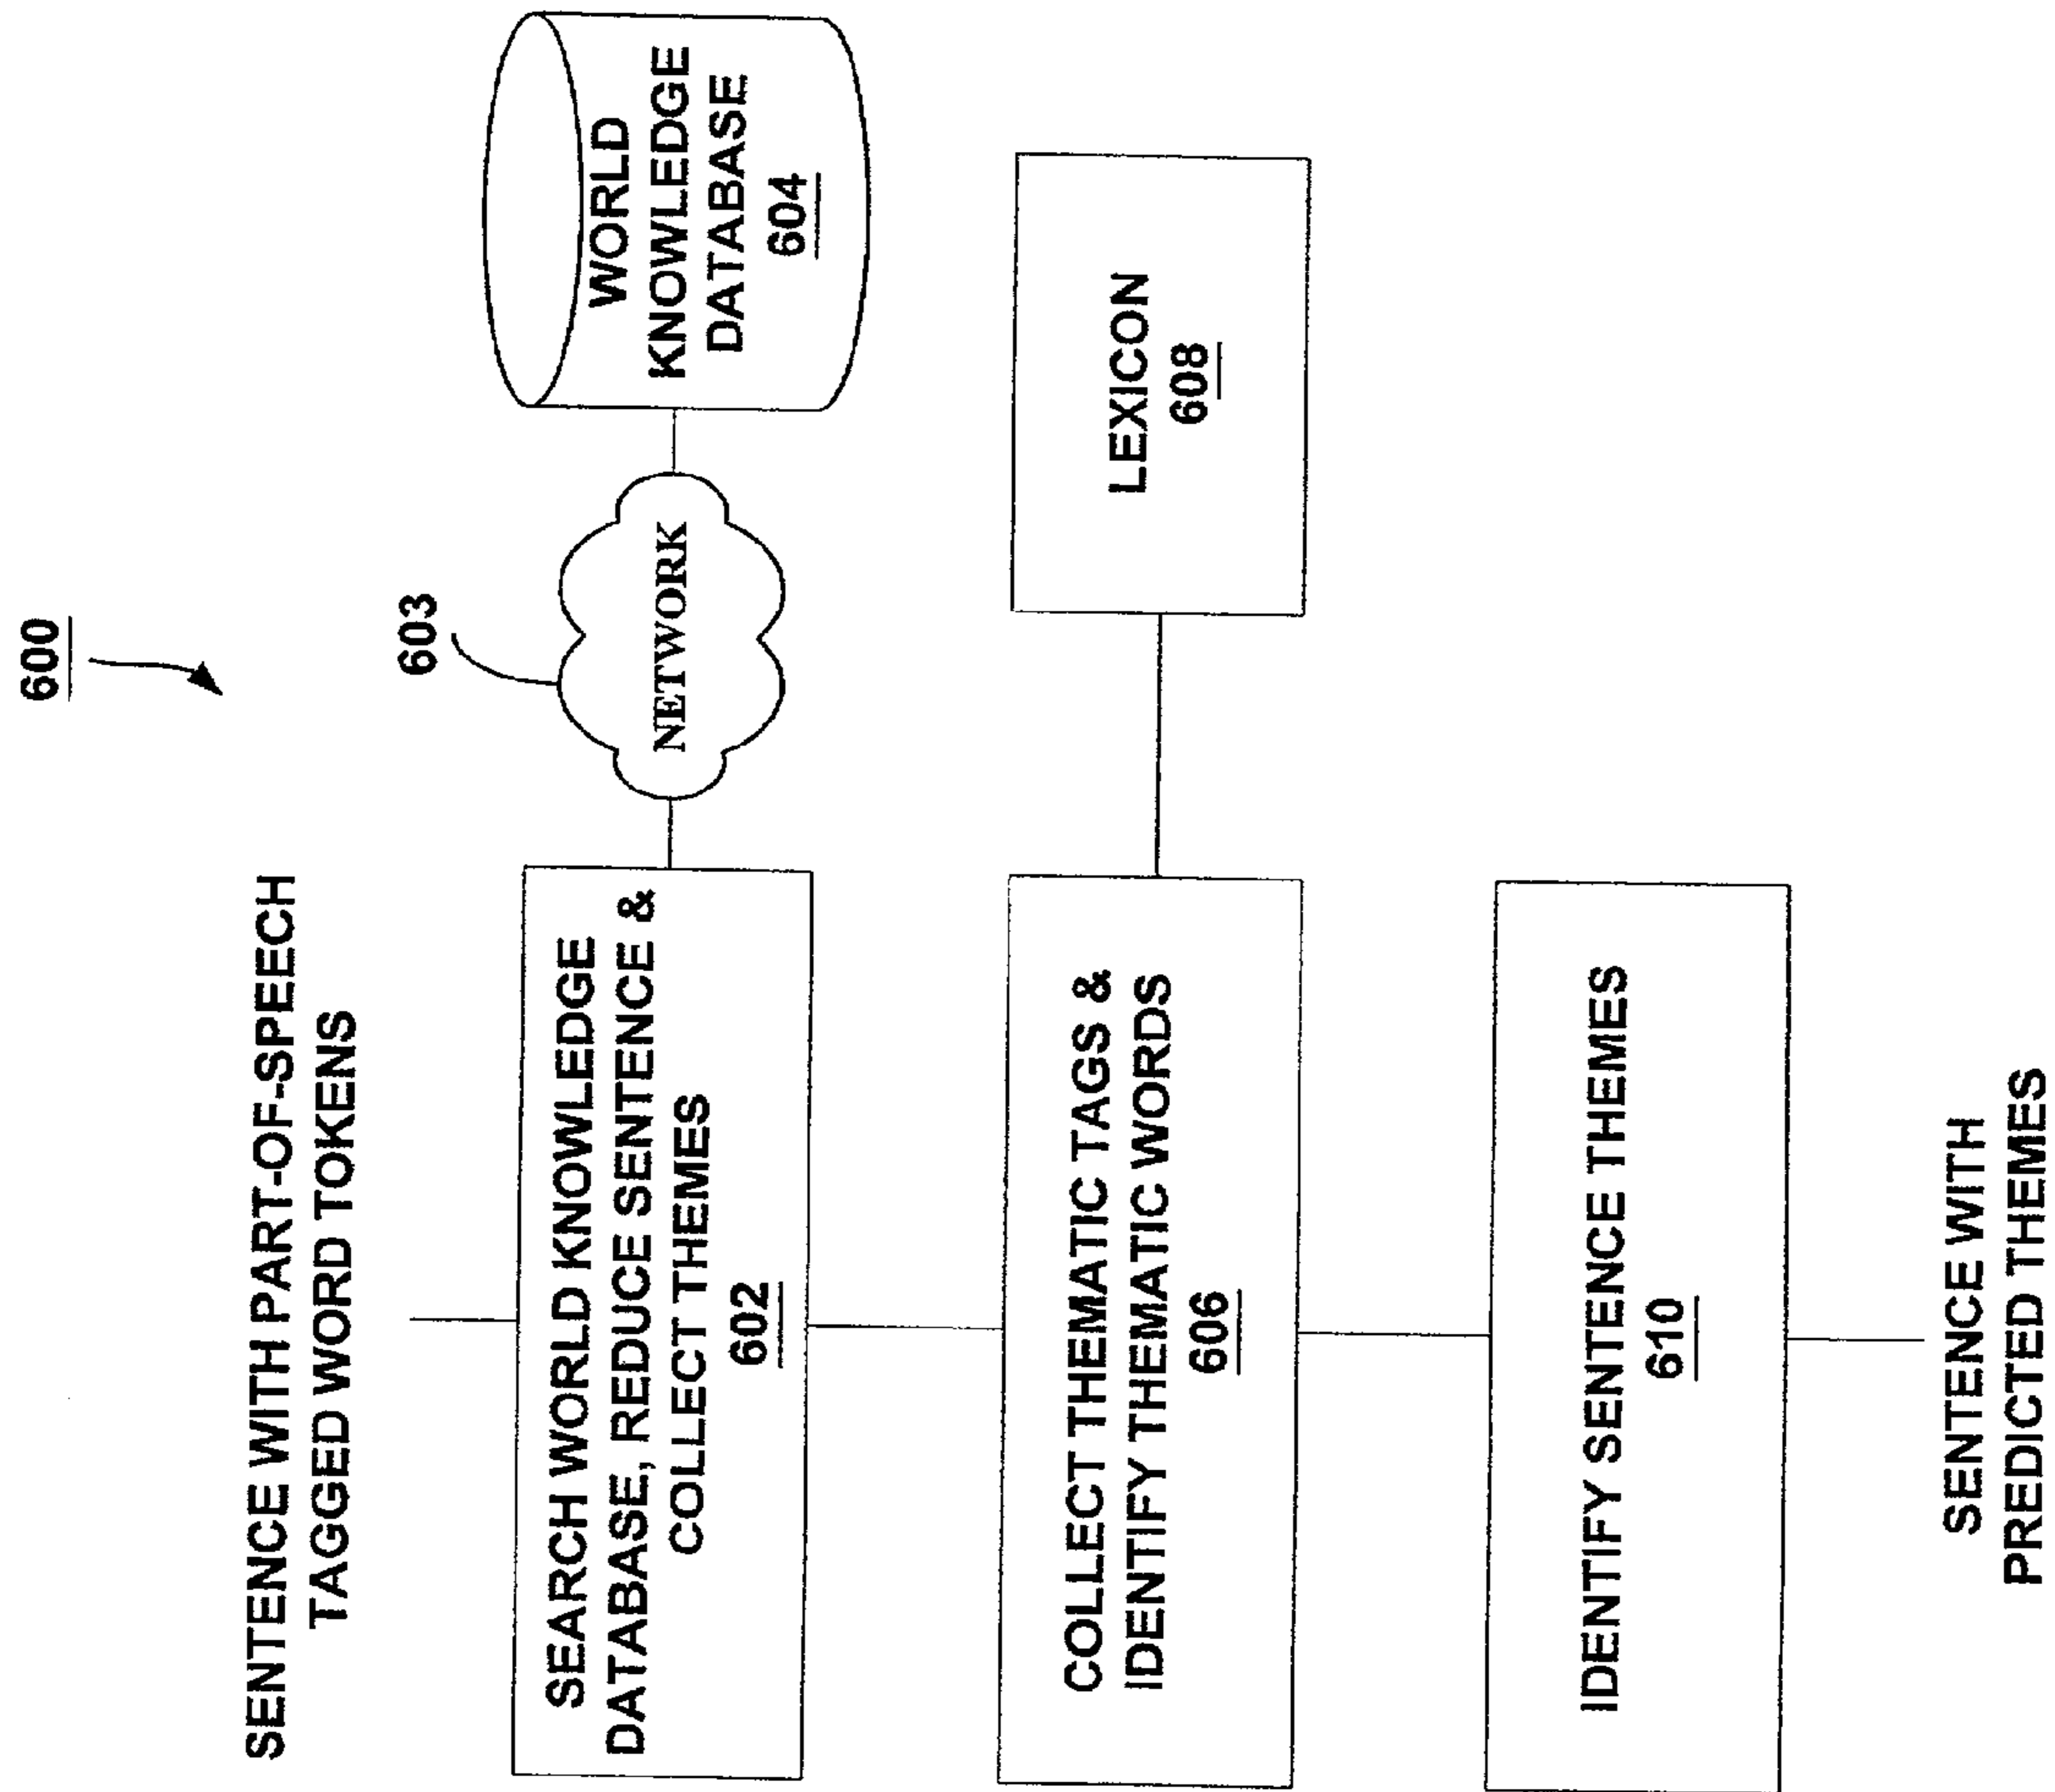 600
SENTENCE WITH PART-OF-SPEECH
TAGGED WORD TOKENS
603
SEARCH WORLD KNOWLEDGE
DATABASE, REDUCE SENTENCE &
COLLECT THEMES
602
NETWORK
WORLD
KNOWLEDGE
DATABASE
604
COLLECT THEMATIC TAGS &
IDENTIFY THEMATIC WORDS
606
LEXICON
608
IDENTIFY SENTENCE THEMES
610
SENTENCE WITH
PREDICTED THEMES